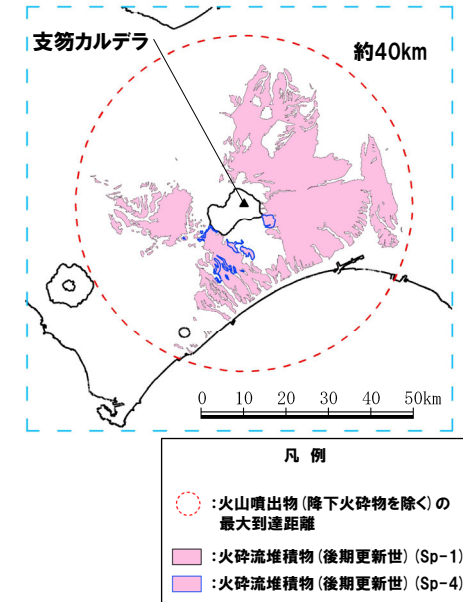 支笏カルデラ
約40km
0 10 20 30 40 50km
凡 例
:火山噴出物(降下火砕物を除く)の
最大到達距離
:火砕流堆積物(後期更新世)(Sp-1)
:火砕流堆積物(後期更新世)(Sp-4)